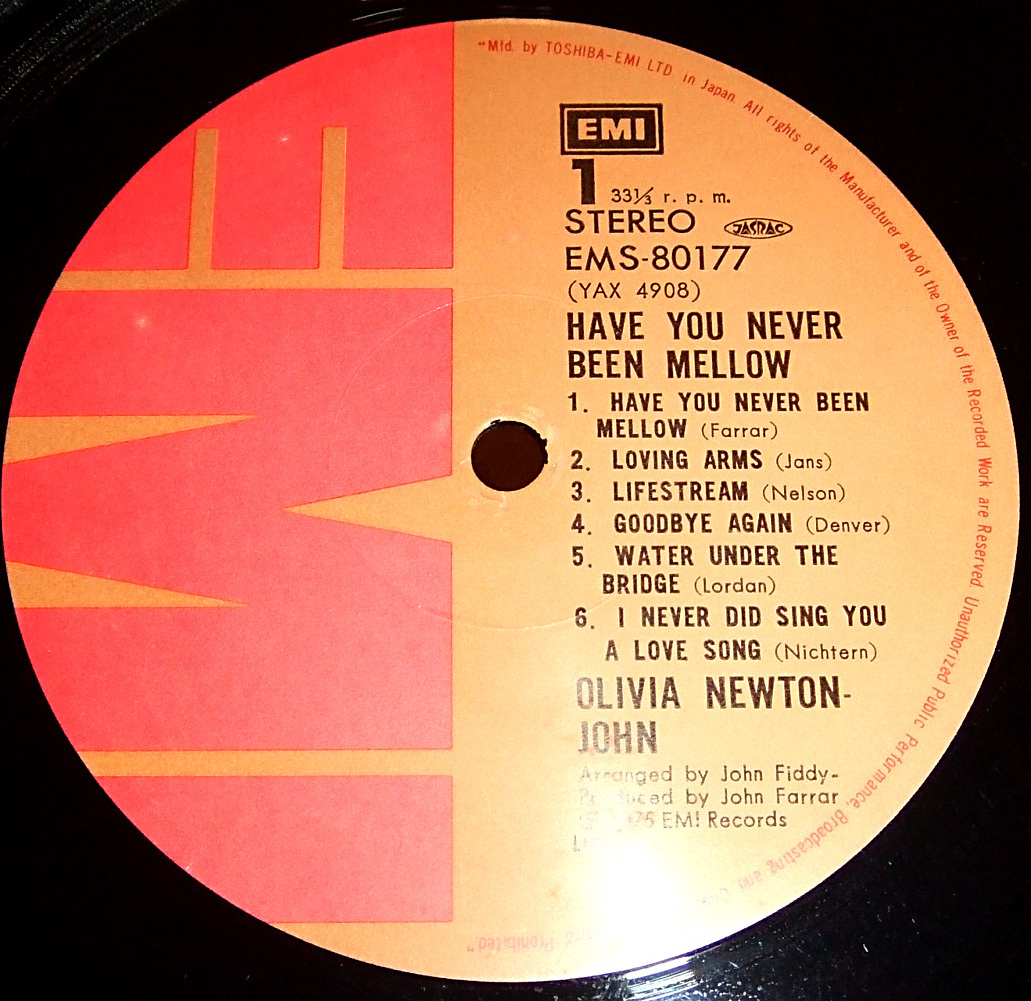 "Mfd. by TOSHIBA-EMI LTD. in Japan. All rights of the Manufacturer and of the Owner of the Recorded Work are Reserved. Unauthorized Public Performance, Broadcasting and Prohibited."
EMI
1 33⅓ r. p. m.
STEREO JASRAC
EMS-80177
(YAX 4908)
HAVE YOU NEVER
BEEN MELLOW
1. HAVE YOU NEVER BEEN
MELLOW (Farrar)
2. LOVING ARMS (Jans)
3. LIFESTREAM (Nelson)
4. GOODBYE AGAIN (Denver)
5. WATER UNDER THE
BRIDGE (Lordan)
6. I NEVER DID SING YOU
A LOVE SONG (Nichtern)
OLIVIA NEWTON-
JOHN
Arranged by John Fiddy-
Produced by John Farrar
EMI Records